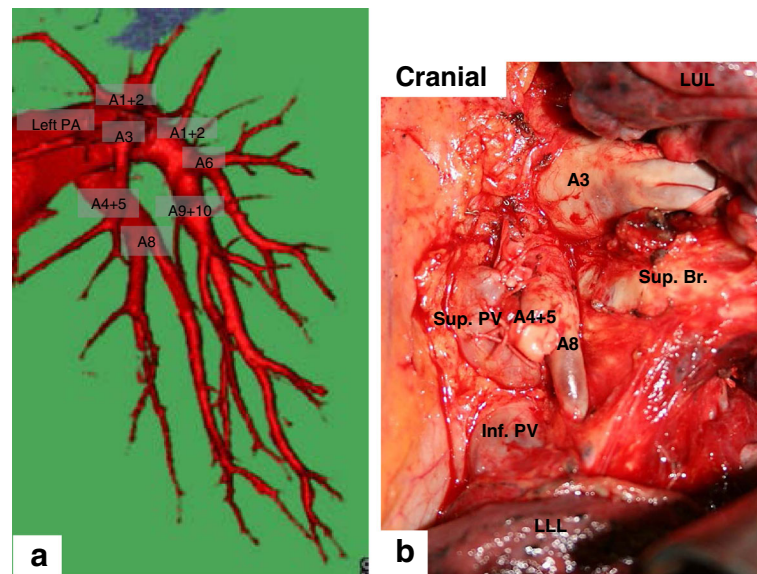 A1+2
Left PA
A3
A1+2
A6
A4+5
A9+10
A8
a
Cranial
LUL
A3
Sup. Br.
Sup. PV
A4+5
A8
Inf. PV
LLL
b